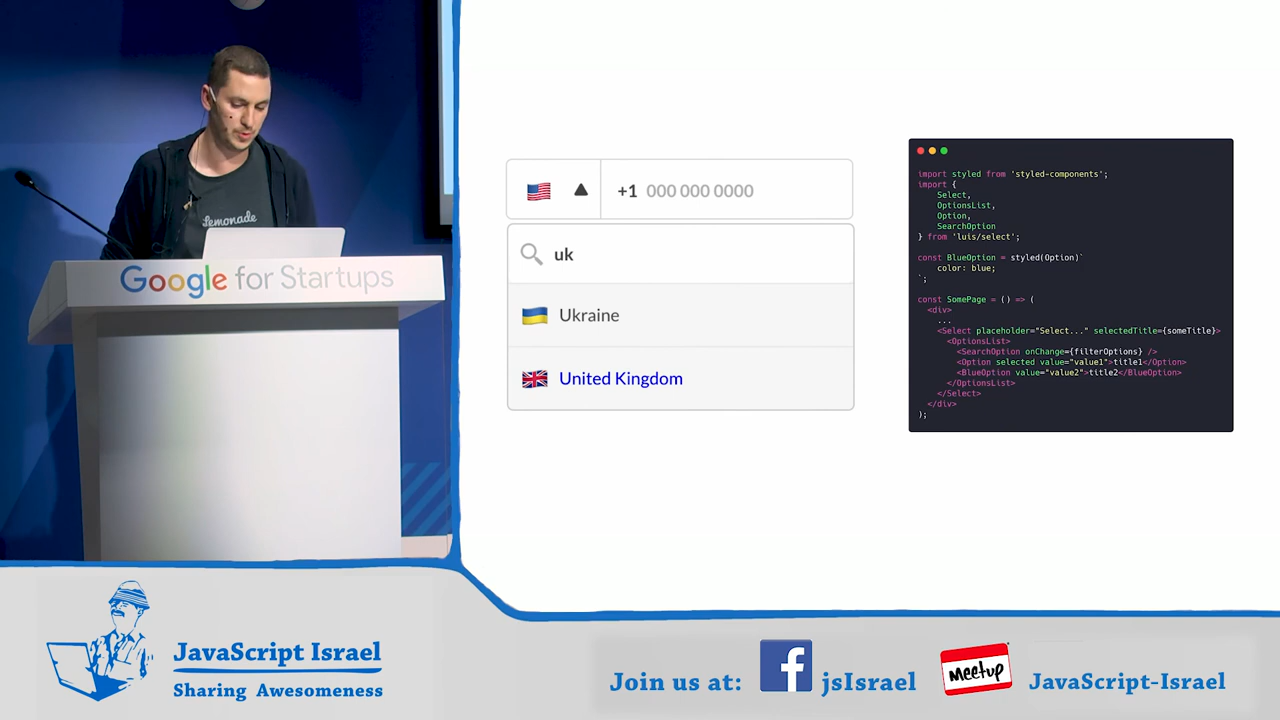 Lemonade
Google for Startups
+1 000 000 0000
uk
Ukraine
United Kingdom
import styled from 'styled-components';
import {
    Select,
    OptionsList,
    Option,
    SearchOption
} from 'luis/select';
const BlueOption = styled(Option)`
    color: blue;
`;
const SomePage = () => (
  <div>
    ...
    <Select placeholder="Select..." selectedTitle={someTitle}>
      <OptionsList>
        <SearchOption onChange={filterOptions} />
        <Option selected value="value1">title1</Option>
        <BlueOption value="value2">title2</BlueOption>
      </OptionsList>
    </Select>
  </div>
);
JavaScript Israel
Sharing Awesomeness
Join us at:
f
jsIsrael
Meetup
JavaScript-Israel